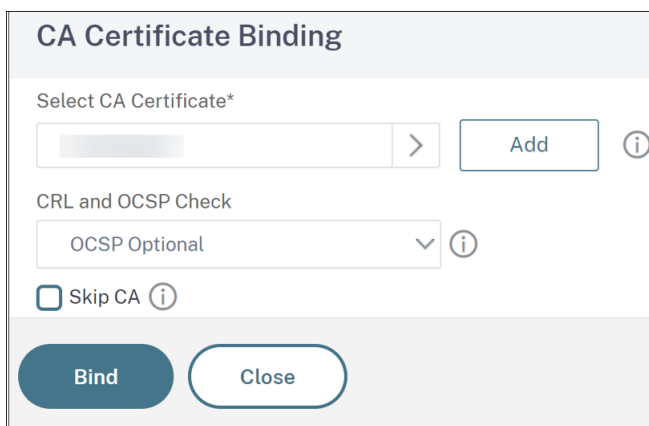 CA Certificate Binding
Select CA Certificate*
Add
CRL and OCSP Check
OCSP Optional
Skip CA
Bind Close